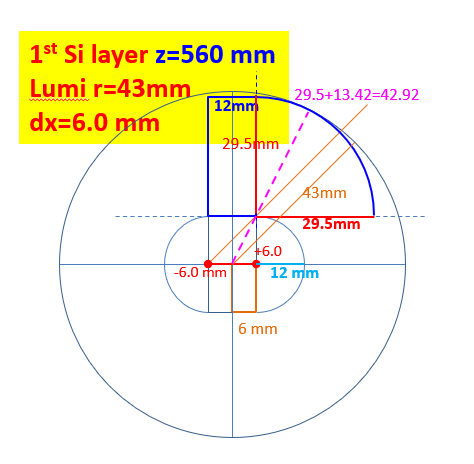 1st Si layer z=560 mm
Lumi r=43mm
dx=6.0 mm
29.5+13.42=42.92
12mm
29.5mm
43mm
29.5mm
+6.0
-6.0 mm
12 mm
6 mm